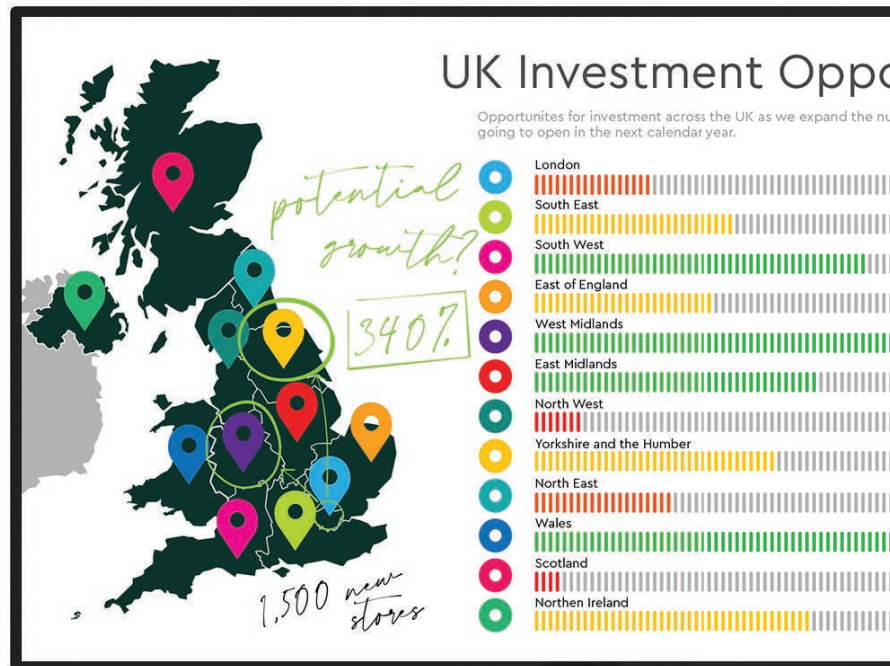 UK Investment Oppo
Opportunites for investment across the UK as we expand the nu
going to open in the next calendar year.
London
South East
South West
East of England
West Midlands
East Midlands
North West
Yorkshire and the Humber
North East
Wales
Scotland
Northen Ireland
potential
growth?
340%
1,500 new
stores